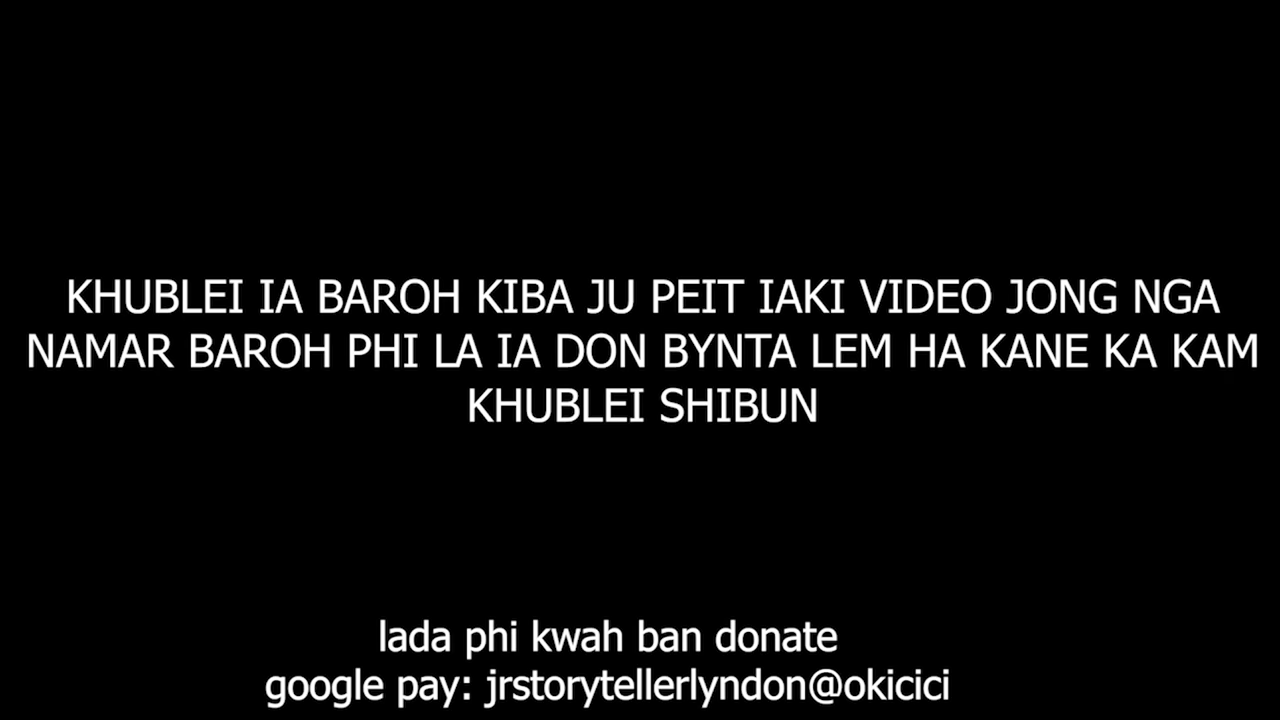 KHUBLEI IA BAROH KIBA JU PEIT IAKI VIDEO JONG NGA
NAMAR BAROH PHI LA IA DON BYNTA LEM HA KANE KA KAM
KHUBLEI SHIBUN
lada phi kwah ban donate
google pay: jrstorytellerlyndon@okicici